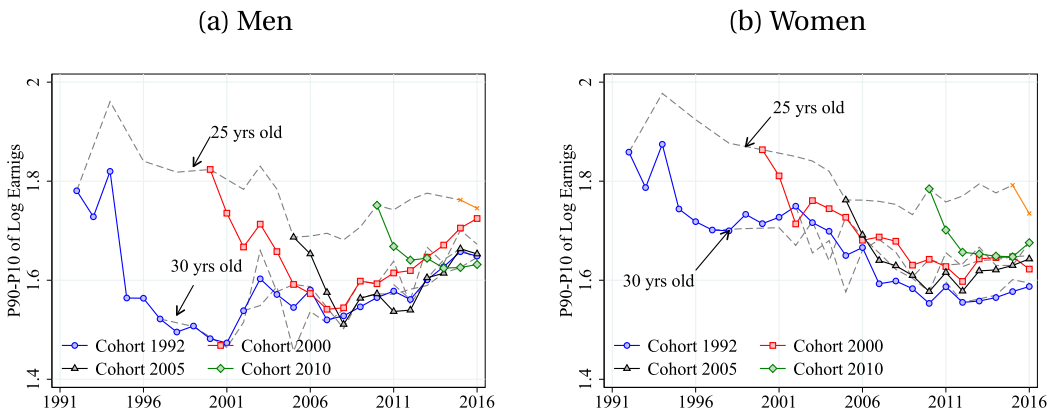 (a) Men
(b) Women
P90-P10 of Log Earnigs
2
1.8
1.6
1.4
25 yrs old
30 yrs old
Cohort 1992
Cohort 2000
Cohort 2005
Cohort 2010
1991
1996
2001
2006
2011
2016
P90-P10 of Log Earnigs
2
1.8
1.6
1.4
25 yrs old
30 yrs old
Cohort 1992
Cohort 2000
Cohort 2005
Cohort 2010
1991
1996
2001
2006
2011
2016